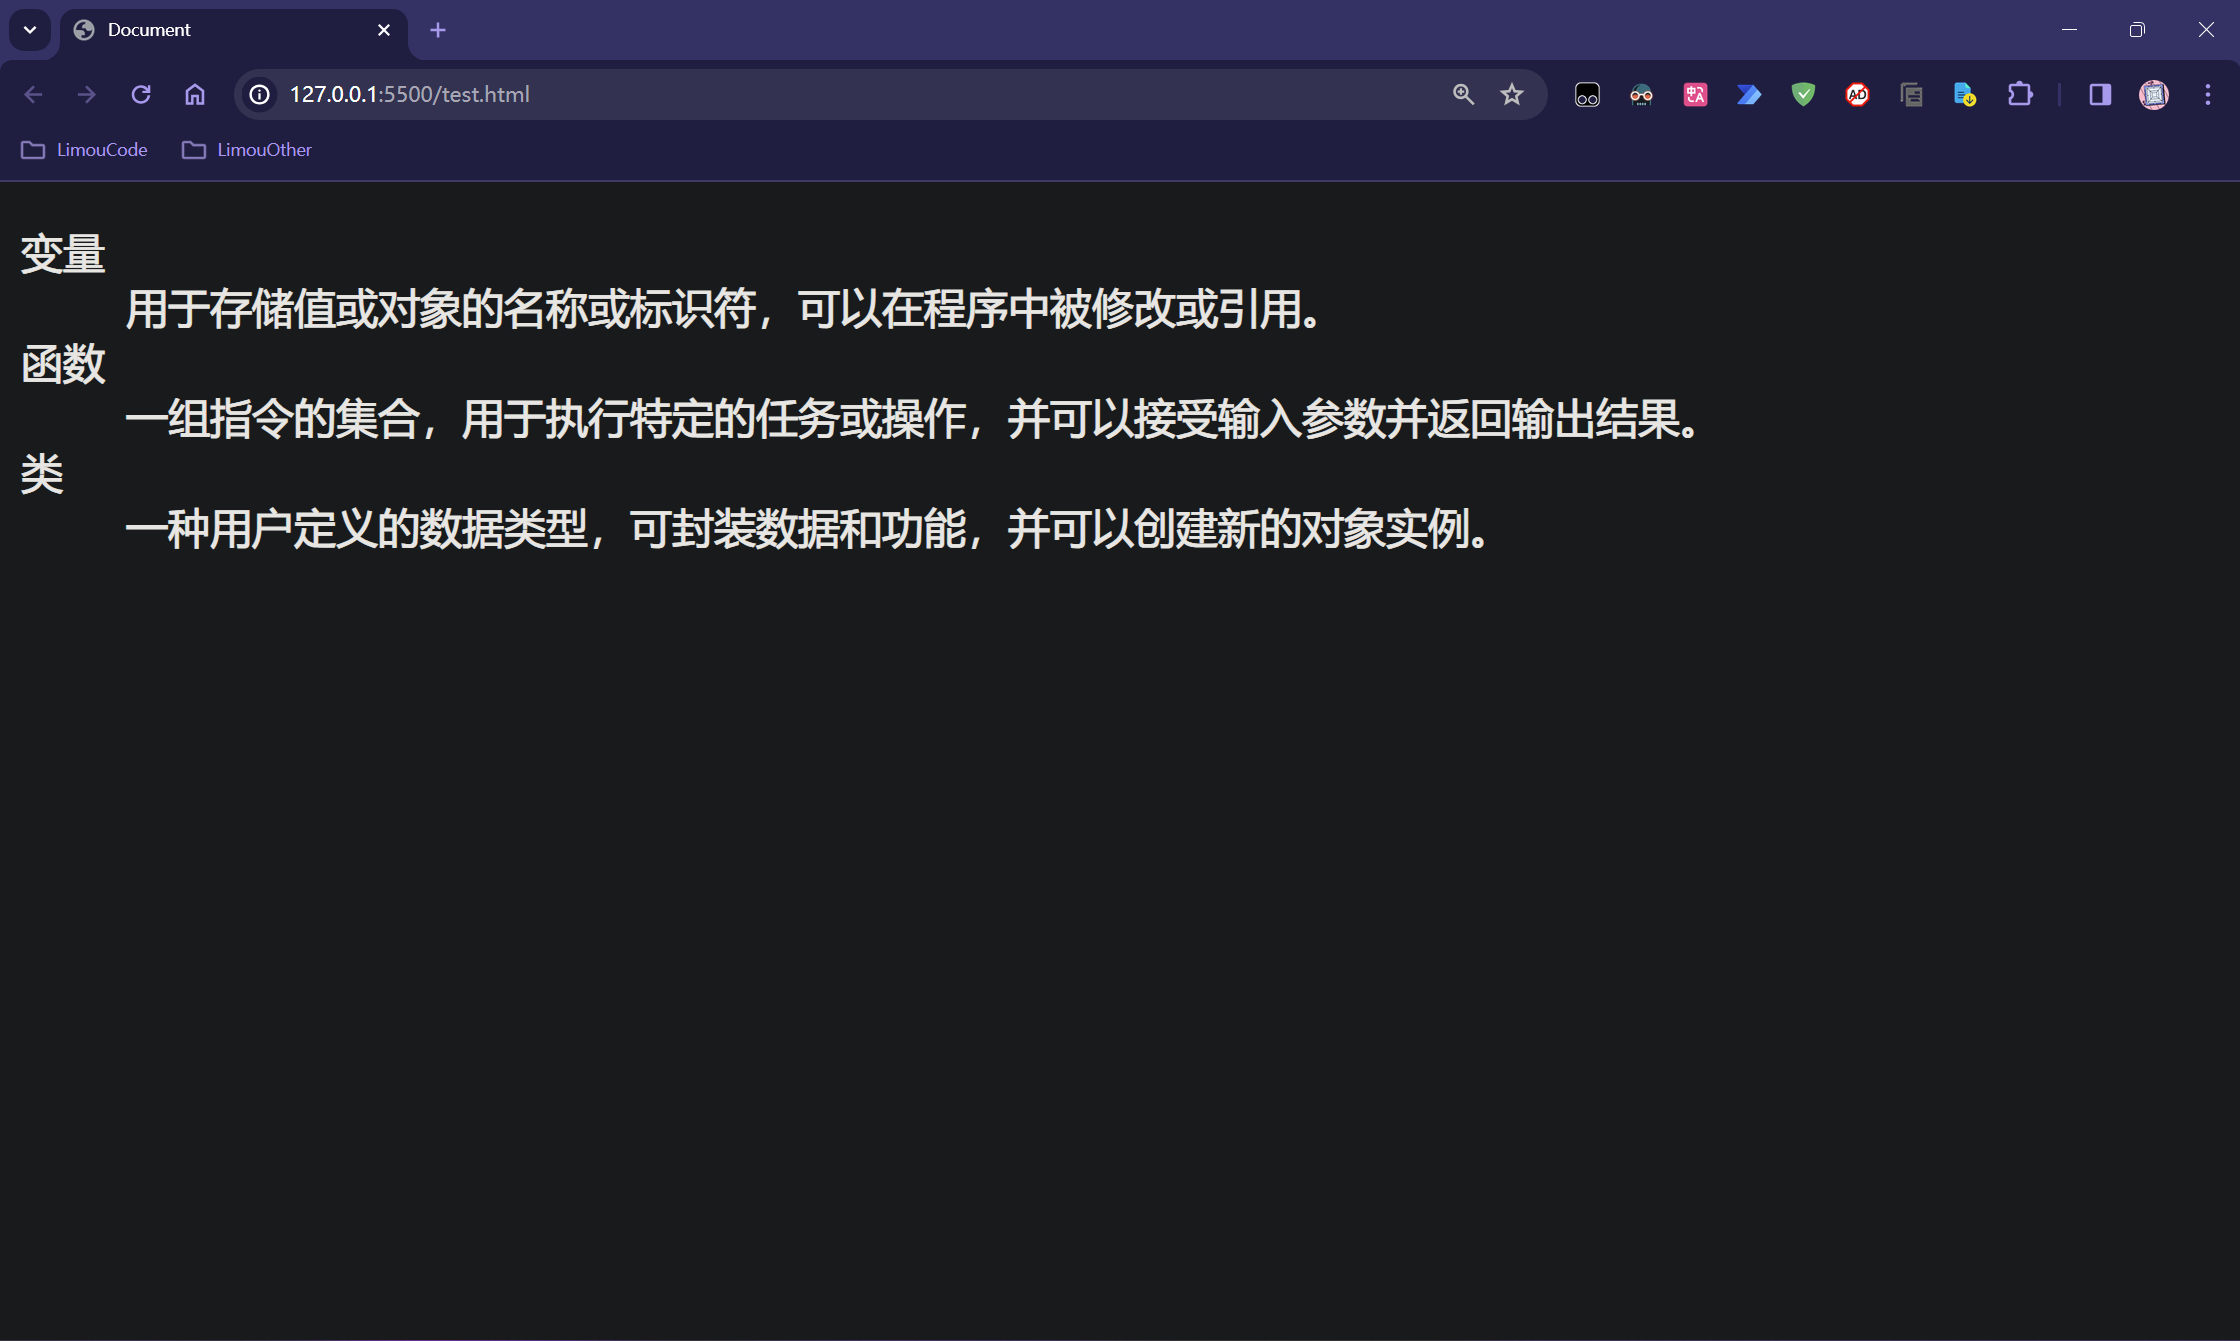 Document
127.0.0.1:5500/test.html
LimouCode
LimouOther
变量
用于存储值或对象的名称或标识符，可以在程序中被修改或引用。
函数
一组指令的集合，用于执行特定的任务或操作，并可以接受输入参数并返回输出结果。
类
一种用户定义的数据类型，可封装数据和功能，并可以创建新的对象实例。